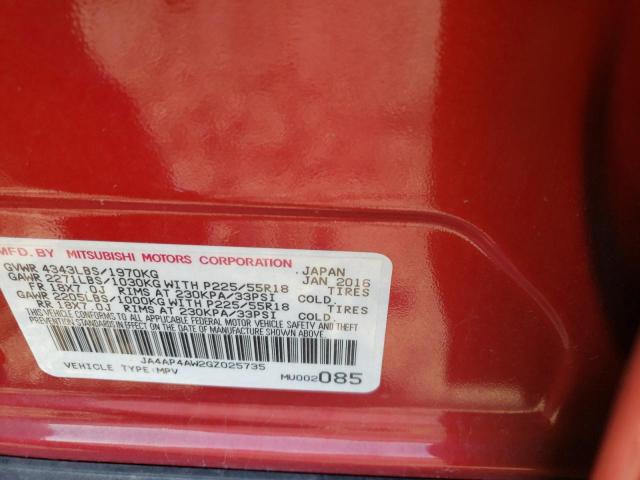 MFD. BY MITSUBISHI MOTORS CORPORATION JAPAN
GVWR 4343LBS/1970KG JAN 2016
GAWR 2271LBS/1030KG WITH P225/55R18 TIRES
FR 18X7.0J RIMS AT 230KPA/33PSI COLD.
GAWR 2205LBS/1000KG WITH P225/55R18 TIRES
RR 18X7.0J RIMS AT 230KPA/33PSI COLD.
THIS VEHICLE CONFORMS TO ALL APPLICABLE FEDERAL MOTOR VEHICLE SAFETY AND THEFT
PREVENTION STANDARDS IN EFFECT ON THE DATE OF MANUFACTURE SHOWN ABOVE.
JA4AP4AW2GZ025735
VEHICLE TYPE:MPV MU002085